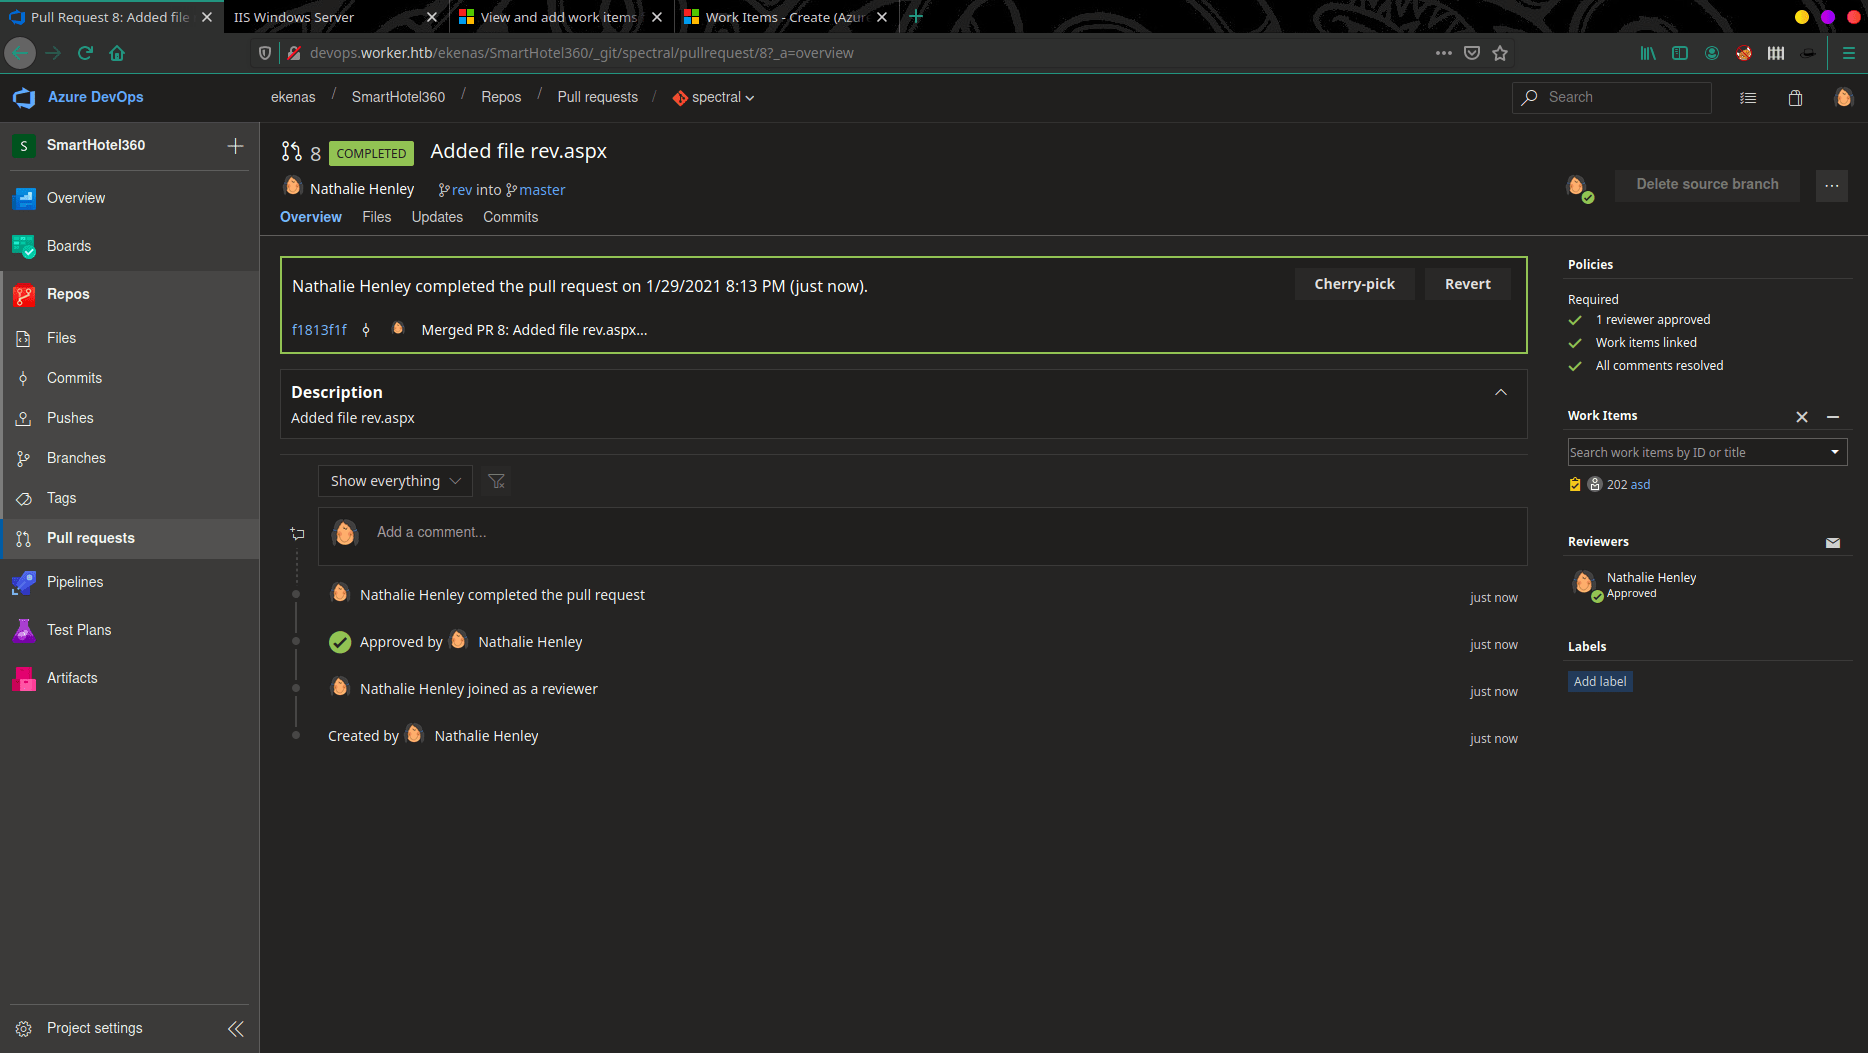 Pull Request 8: Added file
IIS Windows Server
View and add work items
Work Items - Create (Azur
devops.worker.htb/ekenas/SmartHotel360/_git/spectral/pullrequest/8?_a=overview
Azure DevOps
ekenas / SmartHotel360 / Repos / Pull requests / spectral
Search
S SmartHotel360
Overview
Boards
Repos
Files
Commits
Pushes
Branches
Tags
Pull requests
Pipelines
Test Plans
Artifacts
Project settings
8 COMPLETED Added file rev.aspx
Nathalie Henley rev into master
Delete source branch
Overview Files Updates Commits
Nathalie Henley completed the pull request on 1/29/2021 8:13 PM (just now).
Cherry-pick
Revert
f1813f1f Merged PR 8: Added file rev.aspx...
Description
Added file rev.aspx
Show everything
Add a comment...
Nathalie Henley completed the pull request just now
Approved by Nathalie Henley just now
Nathalie Henley joined as a reviewer just now
Created by Nathalie Henley just now
Policies
Required
1 reviewer approved
Work items linked
All comments resolved
Work Items
Search work items by ID or title
202 asd
Reviewers
Nathalie Henley
Approved
Labels
Add label